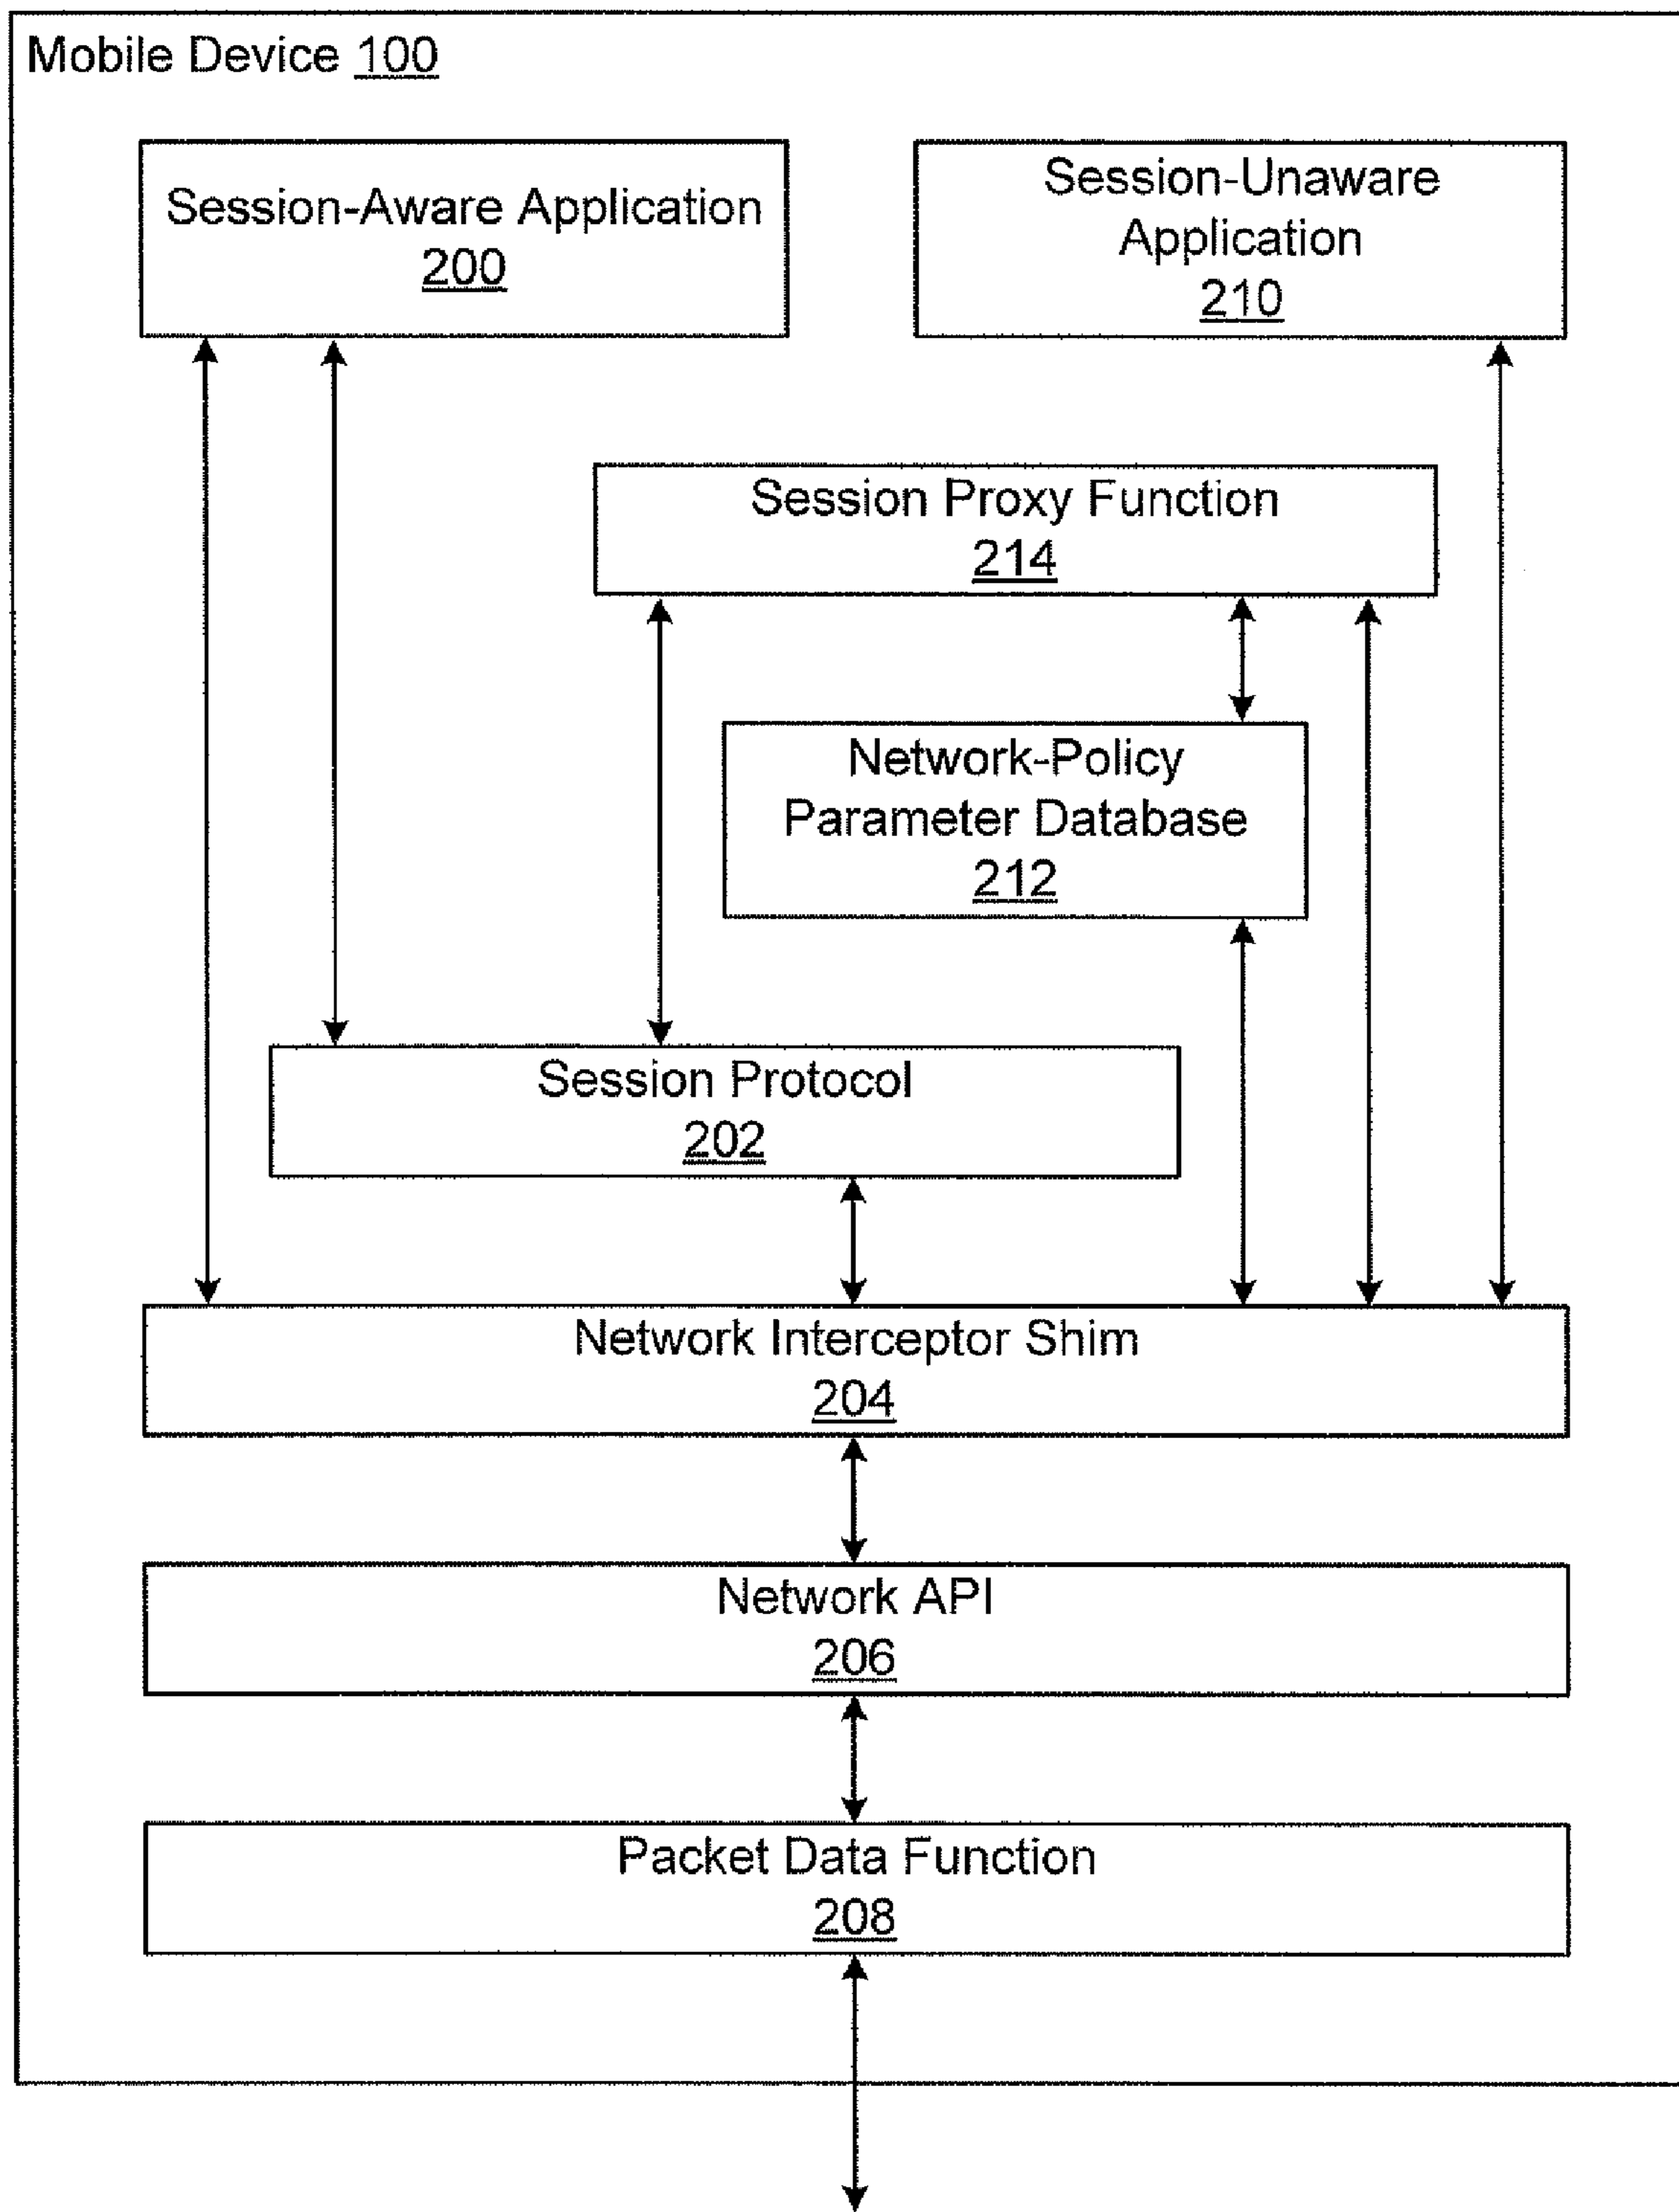 Mobile Device 100
Session-Aware Application
200
Session-Unaware
Application
210
Session Proxy Function
214
Network-Policy
Parameter Database
212
Session Protocol
202
Network Interceptor Shim
204
Network API
206
Packet Data Function
208